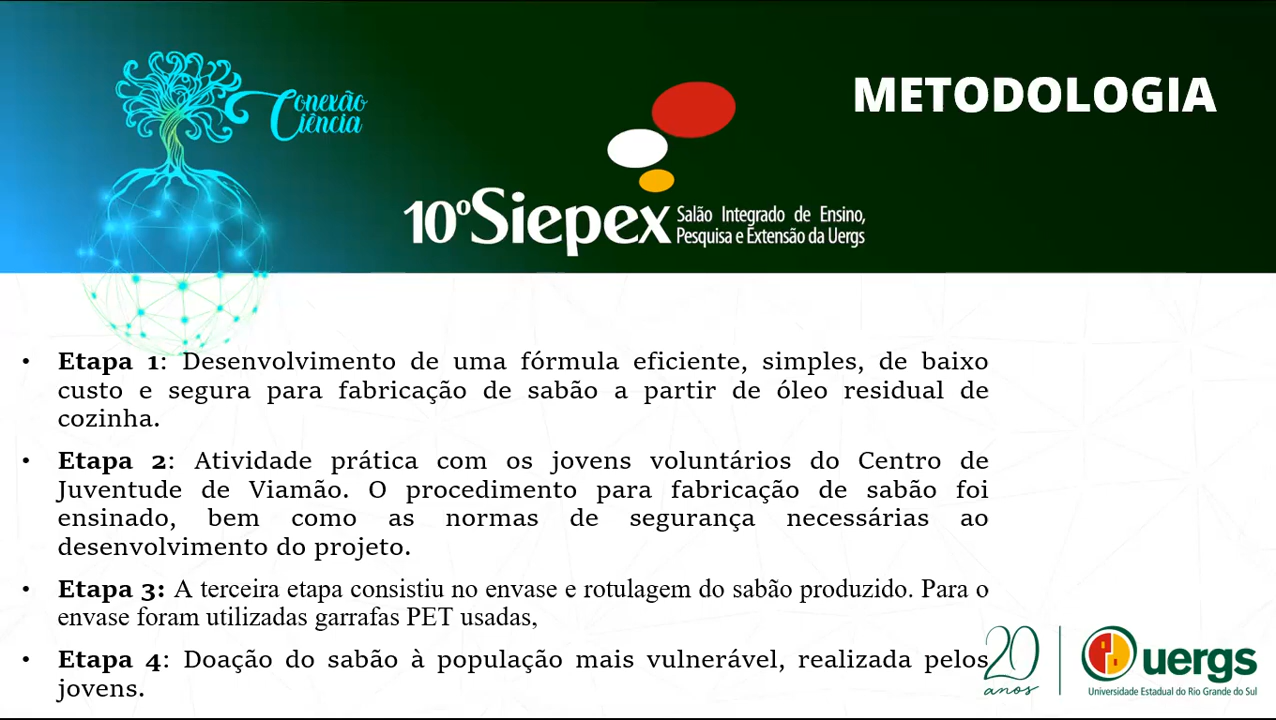 Conexão
Ciência
METODOLOGIA
10º Siepex
Salão Integrado de Ensino,
Pesquisa e Extensão da Uergs
• Etapa 1: Desenvolvimento de uma fórmula eficiente, simples, de baixo
custo e segura para fabricação de sabão a partir de óleo residual de
cozinha.
• Etapa 2: Atividade prática com os jovens voluntários do Centro de
Juventude de Viamão. O procedimento para fabricação de sabão foi
ensinado, bem como as normas de segurança necessárias ao
desenvolvimento do projeto.
• Etapa 3: A terceira etapa consistiu no envase e rotulagem do sabão produzido. Para o
envase foram utilizadas garrafas PET usadas,
• Etapa 4: Doação do sabão à população mais vulnerável, realizada pelos
jovens.
20
anos
uergs
Universidade Estadual do Rio Grande do Sul